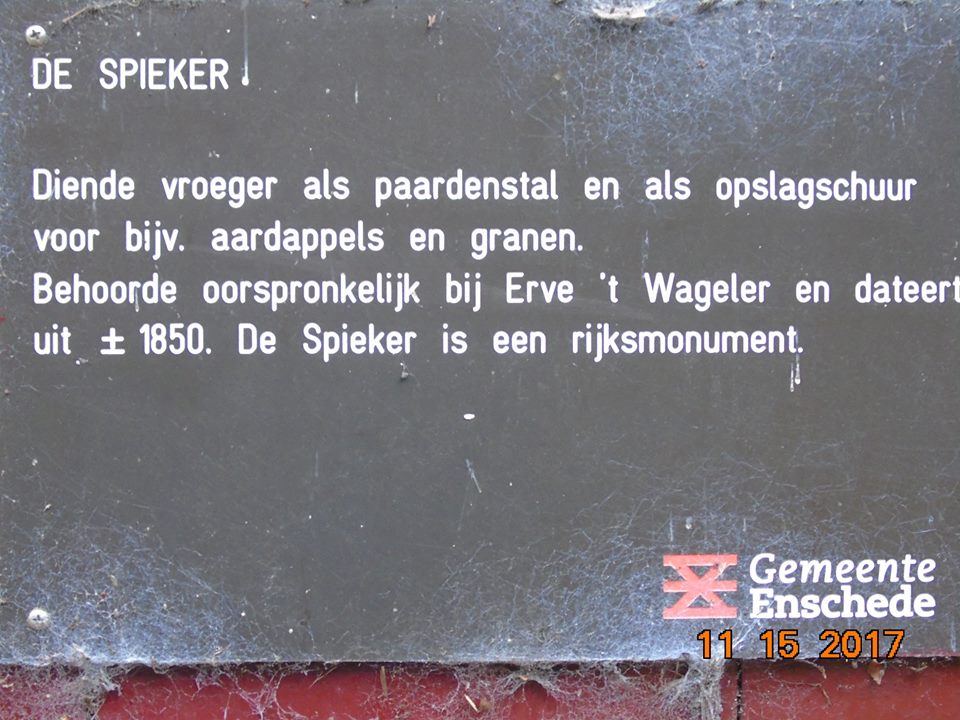 DE SPIEKER
Diende vroeger als paardenstal en als opslagschuur
voor bijv. aardappels en granen.
Behoorde oorspronkelijk bij Erve 't Wageler en dateert
uit ± 1850. De Spieker is een rijksmonument.
Gemeente
Enschede
11 15 2017